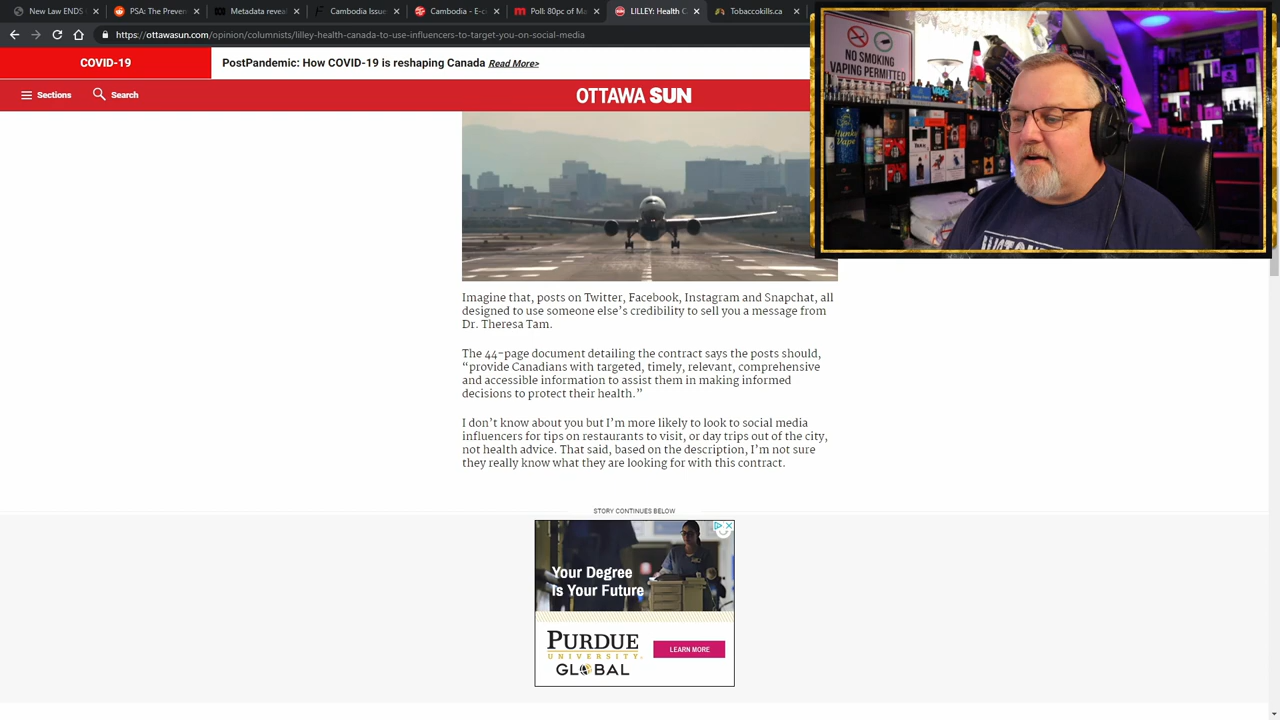 New Law ENDS
PSA: The Preven
Metadata revea
Cambodia Issue
Cambodia - E-c
Poll: 80pc of Ma
LILLEY: Health C
Tobaccobills.ca
https://ottawasun.com/opinion/columnists/
ey-health-canada-to-use-influencers-to-target-you-on-social-media
COVID-19
PostPandemic: How COVID-19 is reshaping Canada Read More>
Sections
Search
OTTAWA SUN
NO SMOKING
VAPING PERMITTED
Hunky
Vape
VAPE
Imagine that, posts on Twitter, Facebook, Instagram and Snapchat, all
designed to use someone else’s credibility to sell you a message from
Dr. Theresa Tam.
The 44-page document detailing the contract says the posts should,
“provide Canadians with targeted, timely, relevant, comprehensive
and accessible information to assist them in making informed
decisions to protect their health.”
I don’t know about you but I’m more likely to look to social media
influencers for tips on restaurants to visit, or day trips out of the city,
not health advice. That said, based on the description, I’m not sure
they really know what they are looking for with this contract.
STORY CONTINUES BELOW
Your Degree
Is Your Future
PURDUE
UNIVERSITY
GLOBAL
LEARN MORE